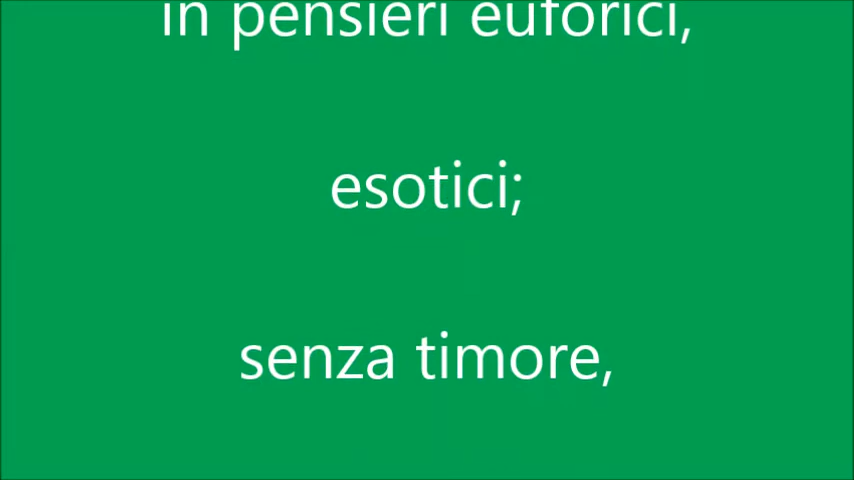 in pensieri euforici,
esotici;
senza timore,